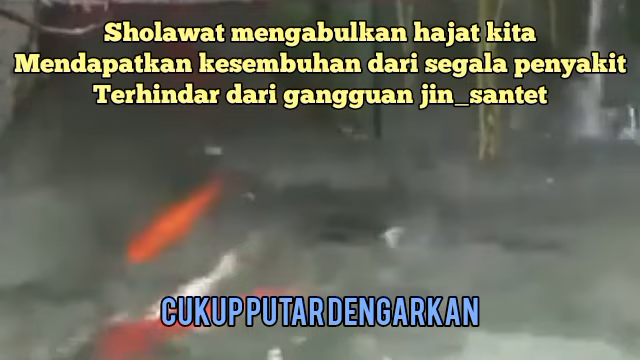 Sholawat mengabulkan hajat kita
Mendapatkan kesembuhan dari segala penyakit
Terhindar dari gangguan jin_santet
CUKUP PUTAR DENGARKAN